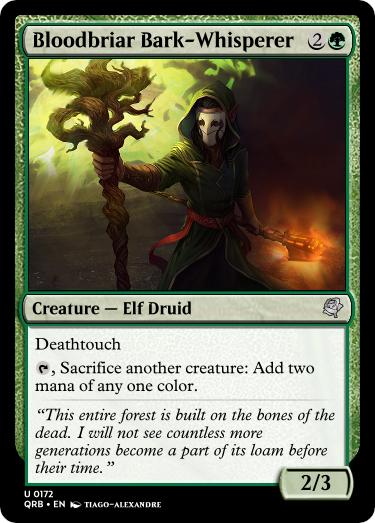 Bloodbriar Bark-Whisperer 2
Creature — Elf Druid
Deathtouch
, Sacrifice another creature: Add two
mana of any one color.
“This entire forest is built on the bones of the
dead. I will not see countless more
generations become a part of its loam before
their time.”
2/3
U 0172
QRB • EN TIAGO-ALEXANDRE